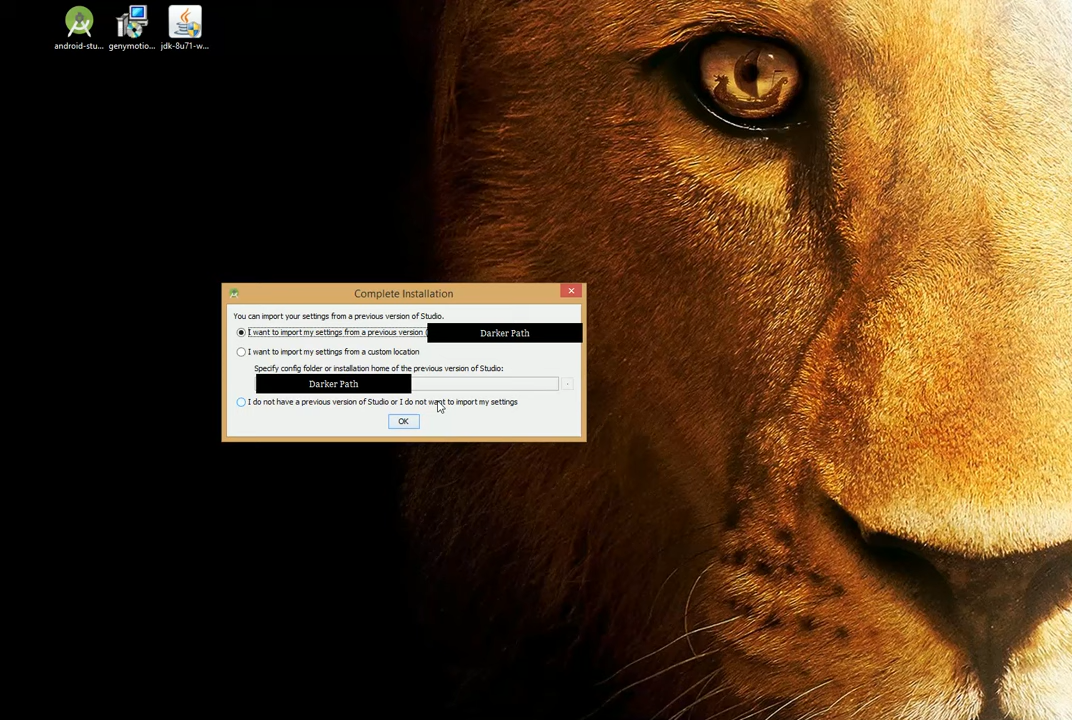 android-stu... genymotio... jdk-8u71-w...
Complete Installation
You can import your settings from a previous version of Studio.
I want to import my settings from a previous version ( Darker Path
I want to import my settings from a custom location
Specify config folder or installation home of the previous version of Studio:
Darker Path
I do not have a previous version of Studio or I do not want to import my settings
OK